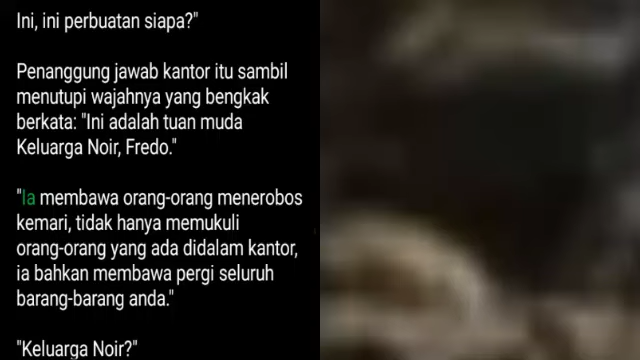 Ini, ini perbuatan siapa?"
Penanggung jawab kantor itu sambil
menutupi wajahnya yang bengkak
berkata: "Ini adalah tuan muda
Keluarga Noir, Fredo."
"Ia membawa orang-orang menerobos
kemari, tidak hanya memukuli
orang-orang yang ada didalam kantor,
ia bahkan membawa pergi seluruh
barang-barang anda."
"Keluarga Noir?"